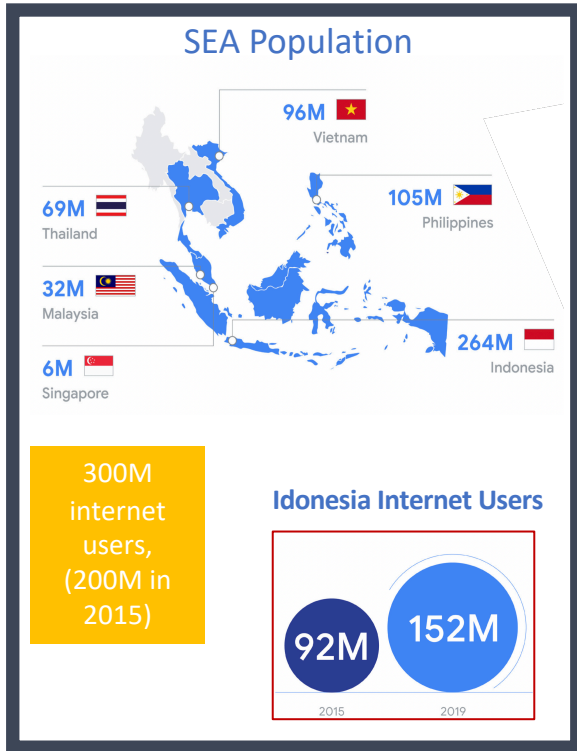 SEA Population
96M
Vietnam
69M
Thailand
105M
Philippines
32M
Malaysia
264M
Indonesia
6M
Singapore
300M
internet
users,
(200M in
2015)
Idonesia Internet Users
92M
152M
2015
2019